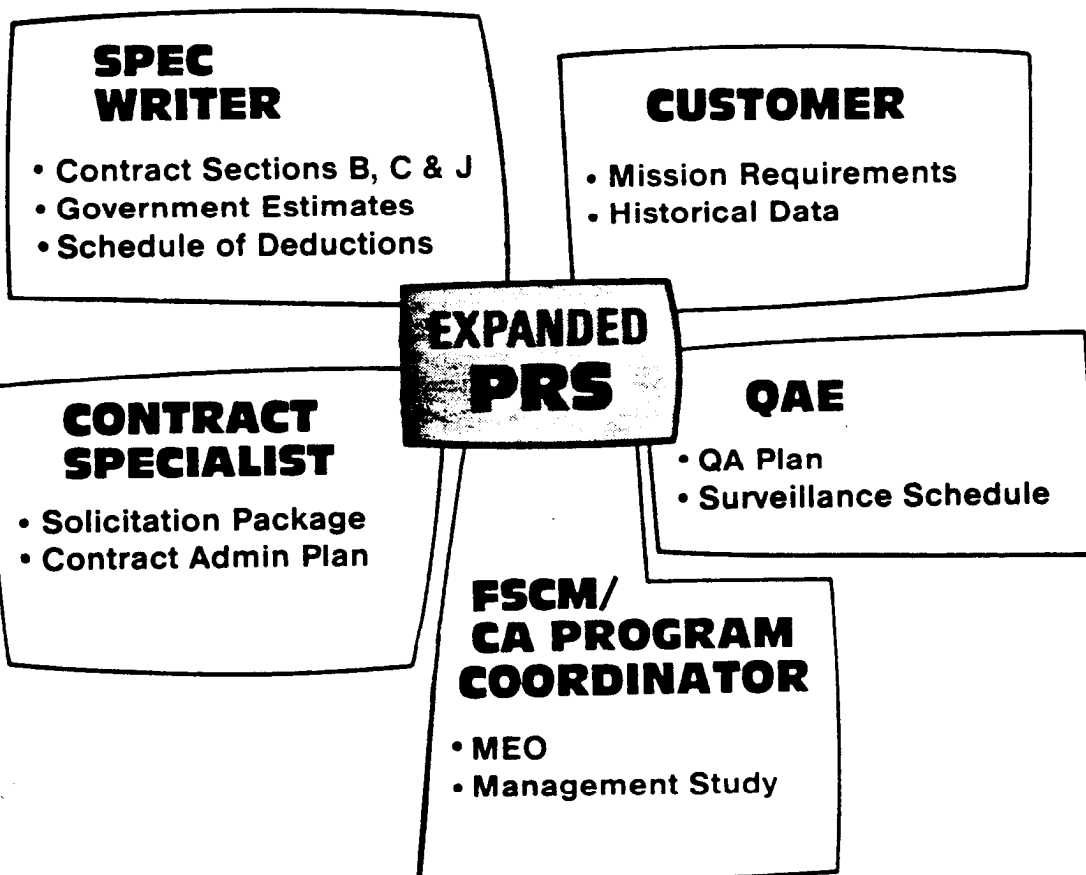 SPEC
WRITER
• Contract Sections B, C & J
• Government Estimates
• Schedule of Deductions
CUSTOMER
• Mission Requirements
• Historical Data
EXPANDED
PRS
CONTRACT
SPECIALIST
• Solicitation Package
• Contract Admin Plan
QAE
• QA Plan
• Surveillance Schedule
FSCM/
CA PROGRAM
COORDINATOR
• MEO
• Management Study